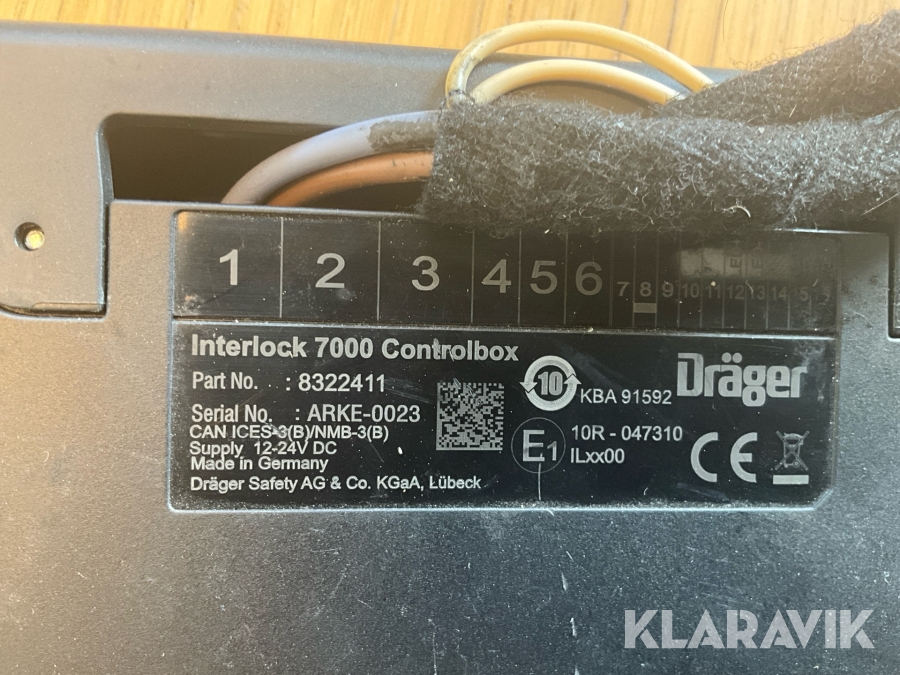 1 2 3 4 5 6 7 8 9 10 11 12 13 14
Interlock 7000 Controlbox
Part No. : 8322411
Serial No. : ARKE-0023
CAN ICES-3(B)/NMB-3(B)
Supply 12-24V DC
Made in Germany
Dräger Safety AG & Co. KGaA, Lübeck
10
KBA 91592
E1
10R - 047310
ILxx00
Dräger
CE
KLARAVIK